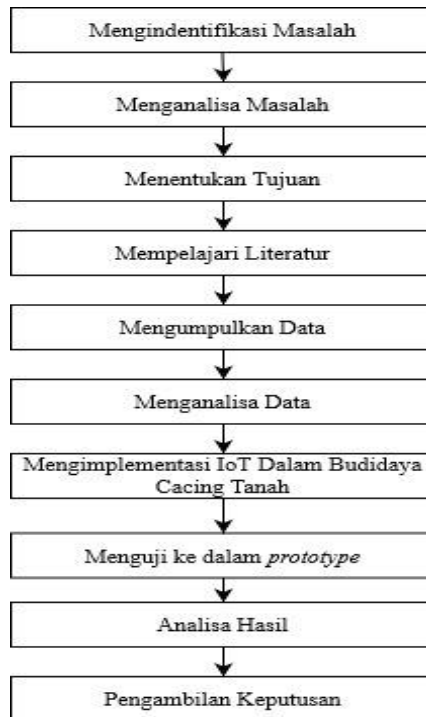 Mengindentifikasi Masalah
Menganalisa Masalah
Menentukan Tujuan
Mempelajari Literatur
Mengumpulkan Data
Menganalisa Data
Mengimplementasi IoT Dalam Budidaya
Cacing Tanah
Menguji ke dalam prototype
Analisa Hasil
Pengambilan Keputusan